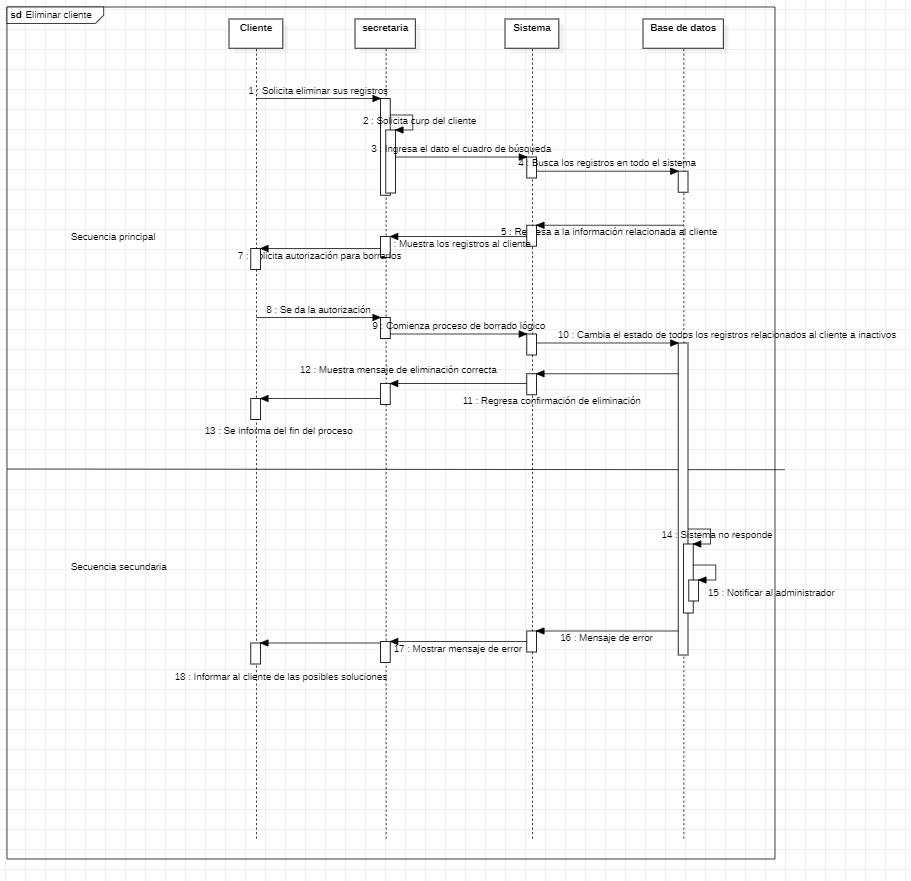 sd Eliminar cliente
Cliente
secretaria
Sistema
Base de datos
1 : Solicita eliminar sus registros
2 : Solicita curp del cliente
3 : Ingresa el dato el cuadro de búsqueda
4 : Busca los registros en todo el sistema
5 : Regresa a la información relacionada al cliente
Secuencia principal
: Muestra los registros al cliente
7 : Solicita autorización para borrarlos
8 : Se da la autorización
9 : Comienza proceso de borrado lógico
10 : Cambia el estado de todos los registros relacionados al cliente a inactivos
12 : Muestra mensaje de eliminación correcta
11 : Regresa confirmación de eliminación
13 : Se informa del fin del proceso
14 : Sistema no responde
Secuencia secundaria
15 : Notificar al administrador
16 : Mensaje de error
17 : Mostrar mensaje de error
18 : Informar al cliente de las posibles soluciones